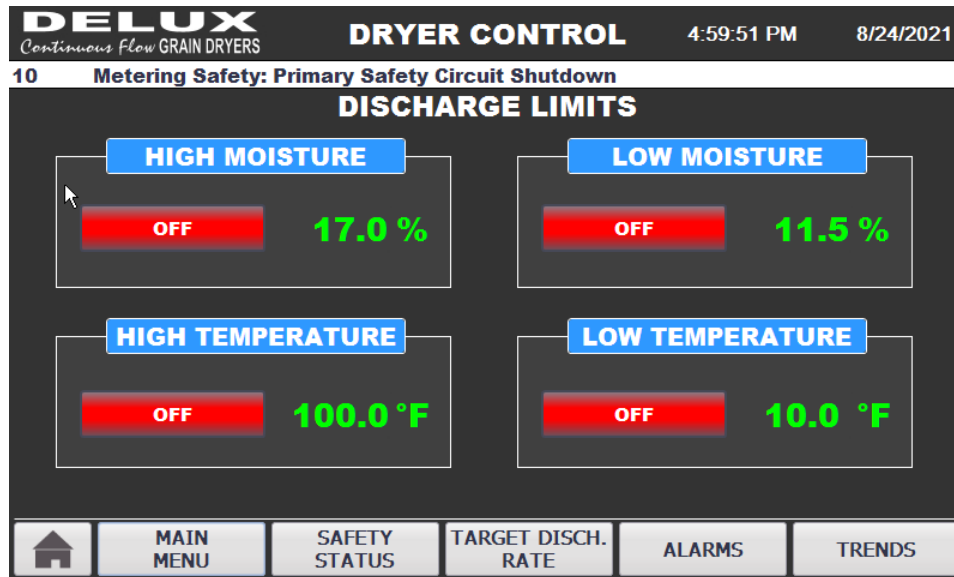 DELUX
Continuous Flow GRAIN DRYERS
DRYER CONTROL
4:59:51 PM
8/24/2021
10 Metering Safety: Primary Safety Circuit Shutdown
DISCHARGE LIMITS
HIGH MOISTURE
OFF
17.0 %
LOW MOISTURE
OFF
11.5 %
HIGH TEMPERATURE
OFF
100.0 °F
LOW TEMPERATURE
OFF
10.0 °F
MAIN
MENU
SAFETY
STATUS
TARGET DISCH.
RATE
ALARMS
TRENDS